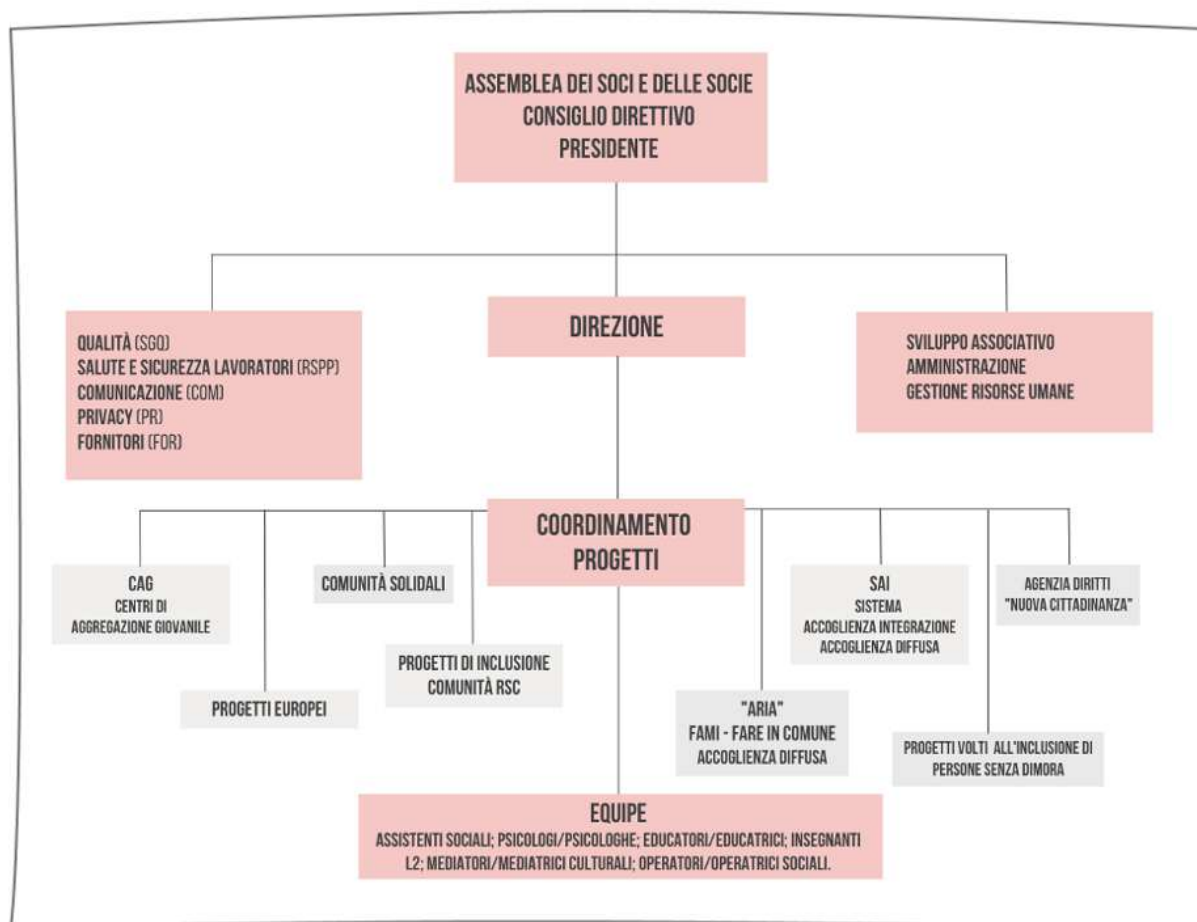 ASSEMBLEA DEI SOCI E DELLE SOCIE
CONSIGLIO DIRETTIVO
PRESIDENTE
QUALITÀ (SGQ)
SALUTE E SICUREZZA LAVORATORI (RSPP)
COMUNICAZIONE (COM)
PRIVACY (PR)
FORNITORI (FOR)
DIREZIONE
SVILUPPO ASSOCIATIVO
AMMINISTRAZIONE
GESTIONE RISORSE UMANE
COORDINAMENTO
PROGETTI
CAG
CENTRI DI
AGGREGAZIONE GIOVANILE
PROGETTI EUROPEI
COMUNITÀ SOLIDALI
PROGETTI DI INCLUSIONE
COMUNITÀ RSC
"ARIA"
FAMI - FARE IN COMUNE
ACCOGLIENZA DIFFUSA
SAI
SISTEMA
ACCOGLIENZA INTEGRAZIONE
ACCOGLIENZA DIFFUSA
PROGETTI VOLTI ALL'INCLUSIONE DI
PERSONE SENZA DIMORA
AGENZIA DIRITTI
"NUOVA CITTADINANZA"
EQUIPE
ASSISTENTI SOCIALI; PSICOLOGI/PSICOLOGHE; EDUCATORI/EDUCATRICI; INSEGNANTI
L2; MEDIATORI/MEDIATRICI CULTURALI; OPERATORI/OPERATRICI SOCIALI.